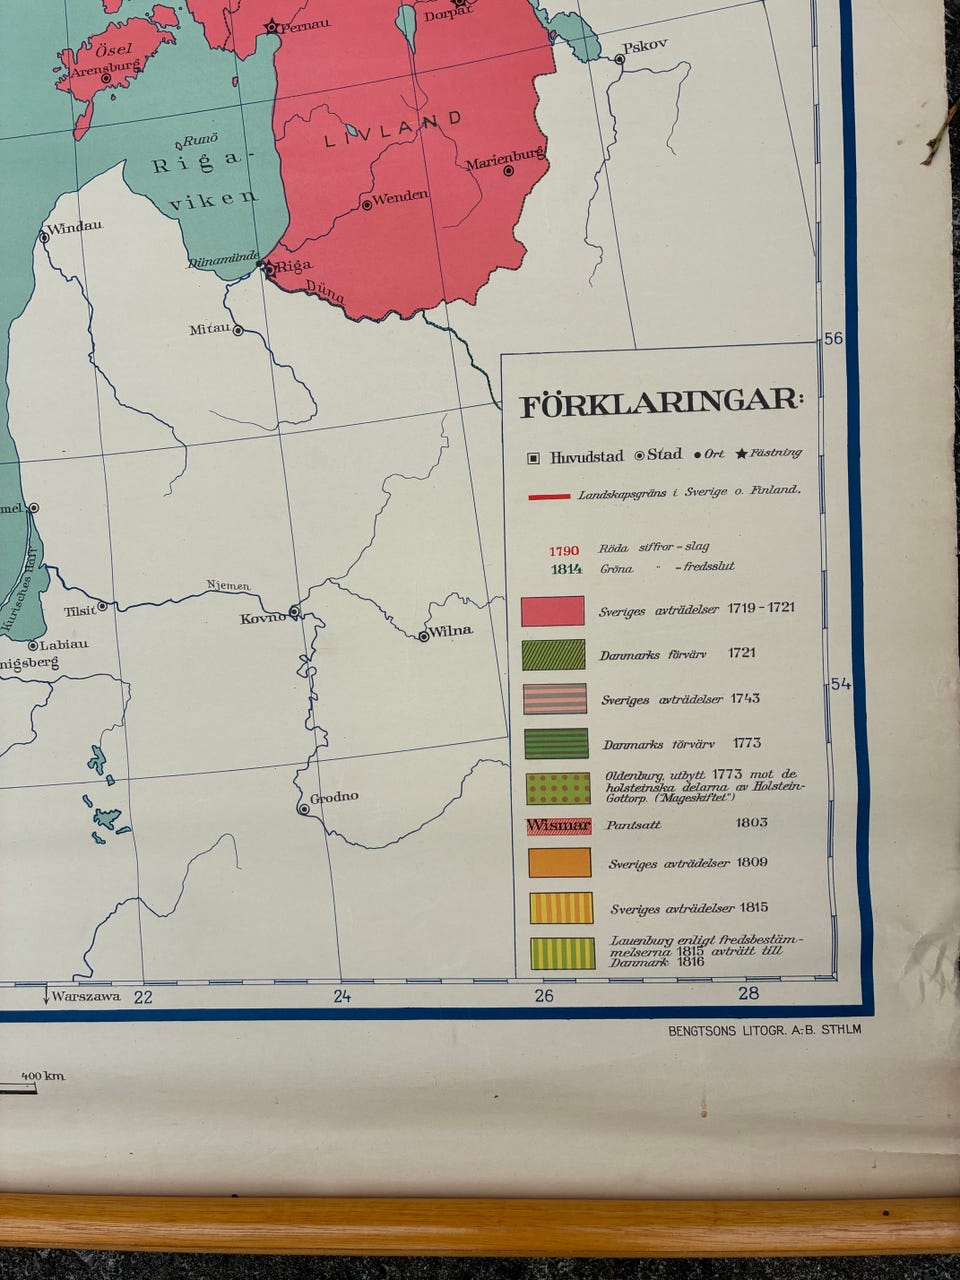 Pernau
Dorpat
Ösel
Arensburg
Pskov
Runö
Riga-
viken
LIVLAND
Marienburg
Wenden
Windau
Dünamünde
Riga
Düna
Mitau
56
FÖRKLARINGAR:
Huvudstad Stad Ort Fästning
Landskapsgräns i Sverige o. Finland.
1790 Röda siffror - slag
1814 Gröna " - fredsslut
Sveriges avträdelser 1719-1721
Danmarks förvärv 1721
Sveriges avträdelser 1743
Danmarks förvärv 1773
Oldenburg, utbytt 1773 mot de
holsteinska delarna av Holstein-
Gottorp. ("Mageskiftet")
Wismar Pantsatt 1803
Sveriges avträdelser 1809
Sveriges avträdelser 1815
Lauenburg enligt fredsbestäm-
melserna 1815 avträtt till
Danmark 1816
mel
Kurisches Haff
Tilsit
Njemen
Kovno
Wilna
Labiau
nigsberg
54
Grodno
Warszawa 22 24 26 28
BENGTSONS LITOGR. A.-B. STHLM
400 km